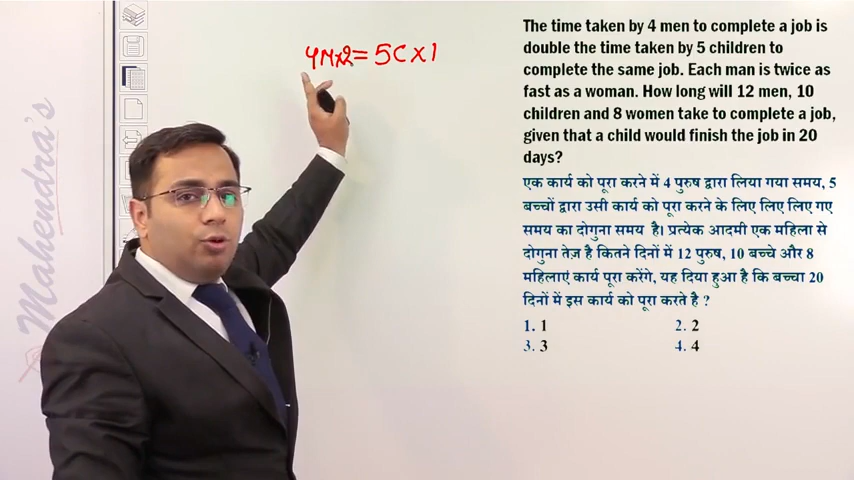 4M×2 = 5C × 1
The time taken by 4 men to complete a job is
double the time taken by 5 children to
complete the same job. Each man is twice as
fast as a woman. How long will 12 men, 10
children and 8 women take to complete a job,
given that a child would finish the job in 20
days?
एक कार्य को पूरा करने में 4 पुरुष द्वारा लिया गया समय, 5
बच्चों द्वारा उसी कार्य को पूरा करने के लिए लिए लिए गए
समय का दोगुना समय है। प्रत्येक आदमी एक महिला से
दोगुना तेज़ है कितने दिनों में 12 पुरुष, 10 बच्चे और 8
महिलाएं कार्य पूरा करेंगे, यह दिया हुआ है कि बच्चा 20
दिनों में इस कार्य को पूरा करते है ?
1. 1
2. 2
3. 3
4. 4
Mahendra's